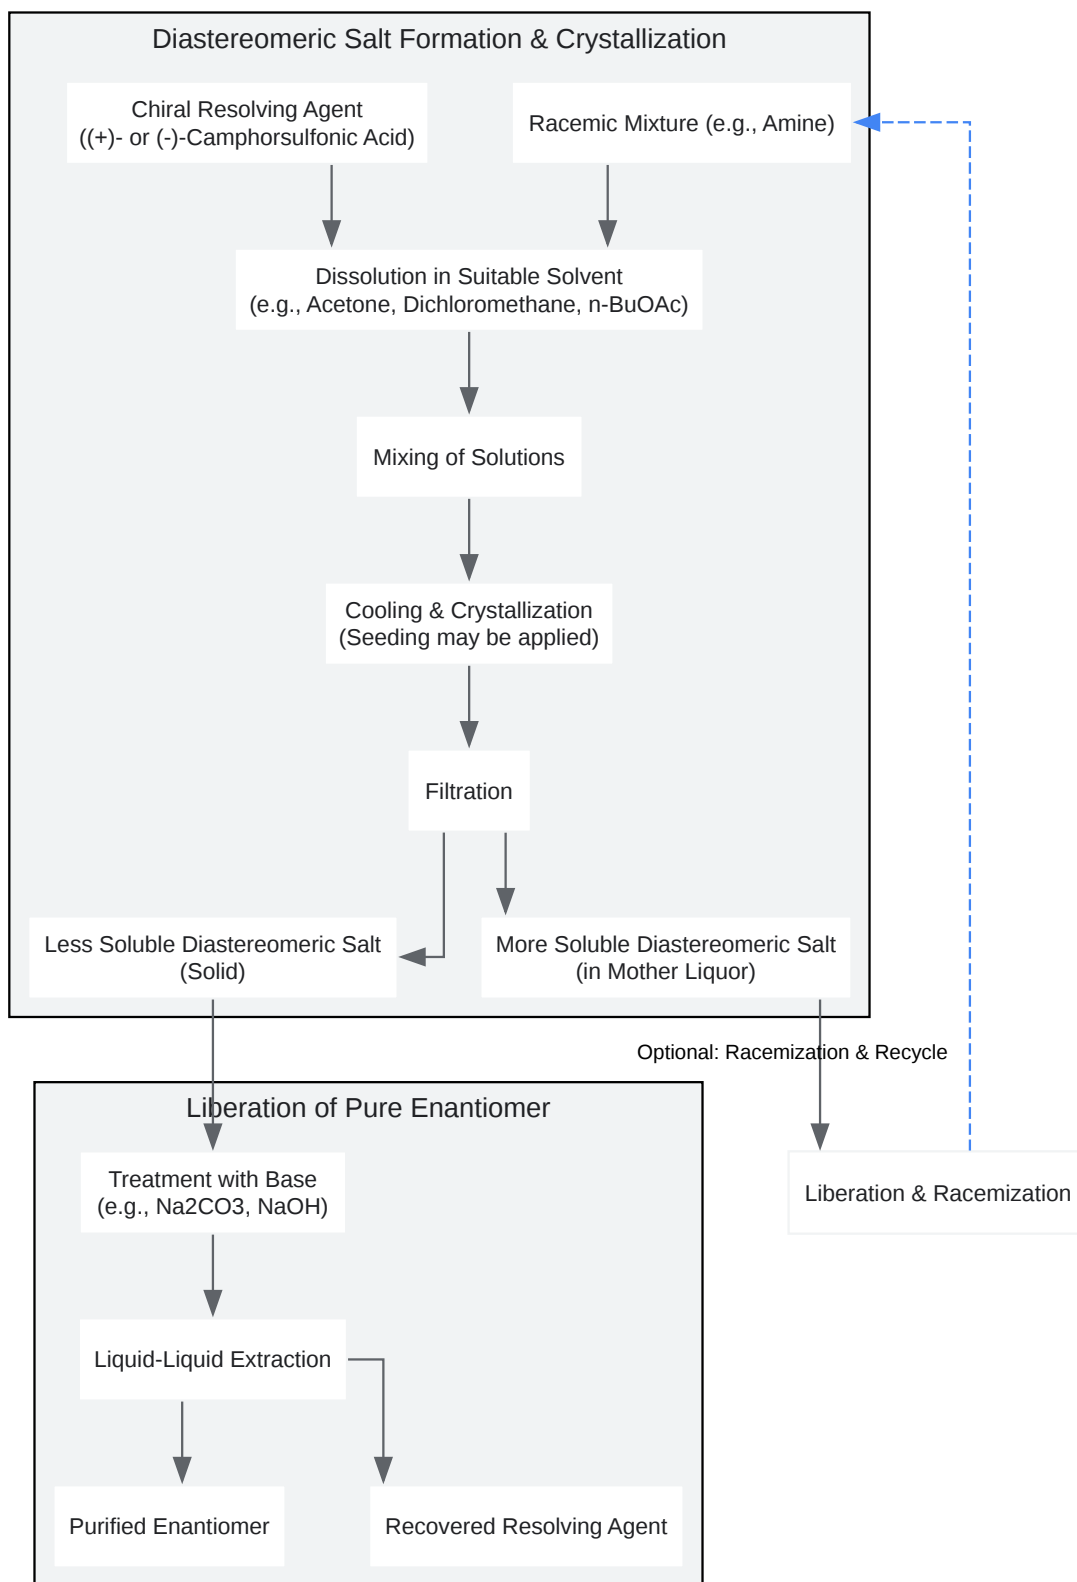 Diastereomeric Salt Formation & Crystallization
Chiral Resolving Agent
((+)- or (-)-Camphorsulfonic Acid)
Racemic Mixture (e.g., Amine)
Dissolution in Suitable Solvent
(e.g., Acetone, Dichloromethane, n-BuOAc)
Mixing of Solutions
Cooling & Crystallization
(Seeding may be applied)
Filtration
Less Soluble Diastereomeric Salt
(Solid)
More Soluble Diastereomeric Salt
(in Mother Liquor)
Optional: Racemization & Recycle
Liberation of Pure Enantiomer
Treatment with Base
(e.g., Na2CO3, NaOH)
Liberation & Racemization
Liquid-Liquid Extraction
Purified Enantiomer
Recovered Resolving Agent